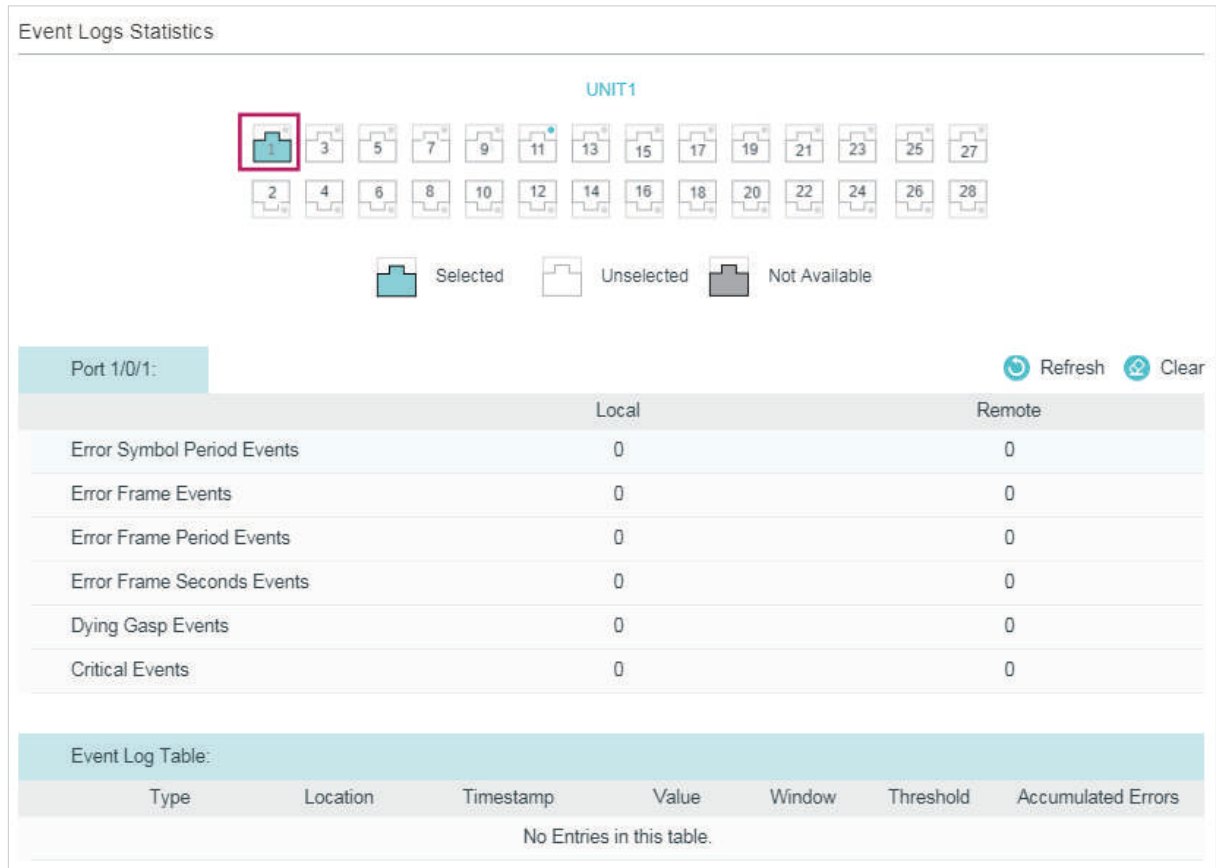 Event Logs Statistics
UNIT1
1 3 5 7 9 11 13 15 17 19 21 23 25 27
2 4 6 8 10 12 14 16 18 20 22 24 26 28
Selected Unselected Not Available
Port 1/0/1: Refresh Clear
Local Remote
Error Symbol Period Events 0 0
Error Frame Events 0 0
Error Frame Period Events 0 0
Error Frame Seconds Events 0 0
Dying Gasp Events 0 0
Critical Events 0 0
Event Log Table:
Type Location Timestamp Value Window Threshold Accumulated Errors
No Entries in this table.